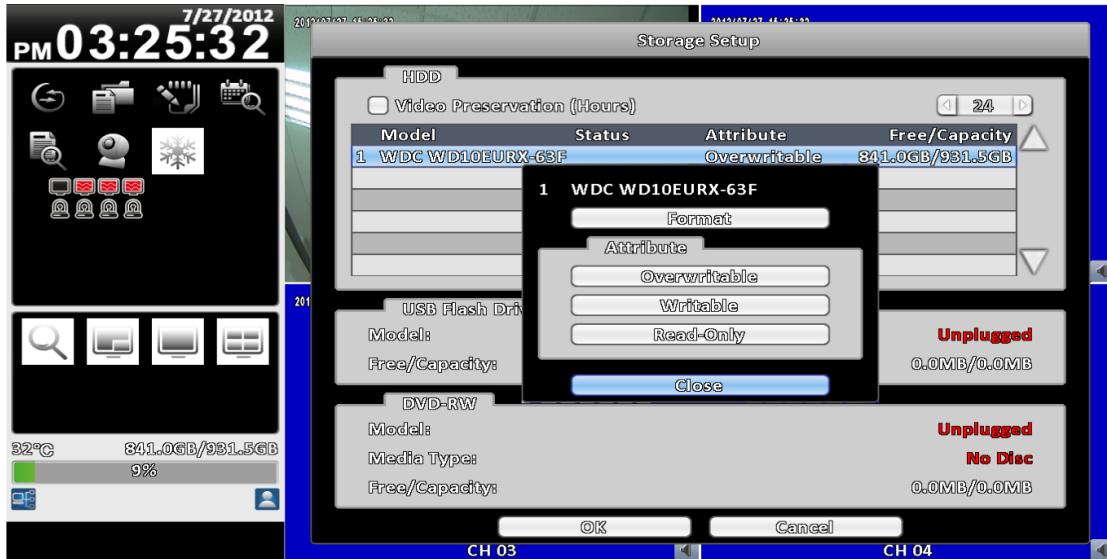 7/27/2012
PM 03:25:32
32°C 841.0GB/931.5GB
9%
Storage Setup
HDD
Video Preservation (Hours) 24
Model Status Attribute Free/Capacity
1 WDC WD10EURX-63F Overwritable 841.0GB/931.5GB
1 WDC WD10EURX-63F
Format
Attribute
Overwritable
Writable
Read-Only
Close
USB Flash Driv
Model: Unplugged
Free/Capacity: 0.0MB/0.0MB
DVD-RW
Model: Unplugged
Media Type: No Disc
Free/Capacity: 0.0MB/0.0MB
OK Cancel
201
CH 03 CH 04